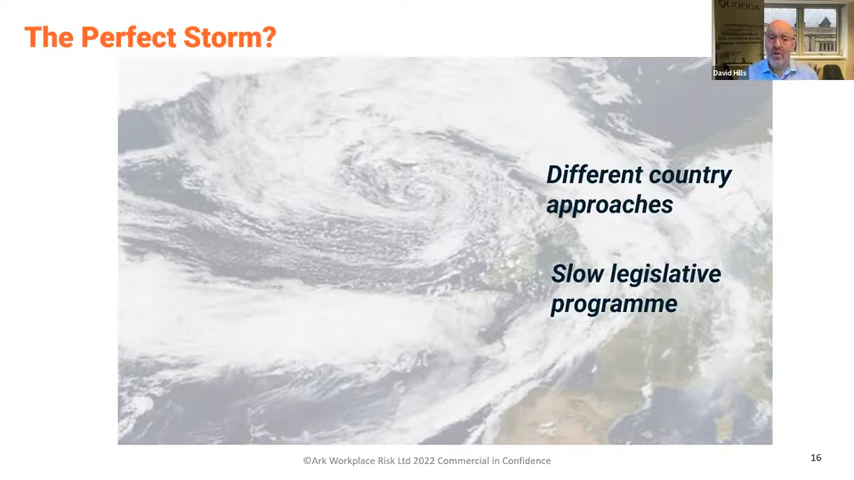 The Perfect Storm?
QUOODA
David Hills
Different country
approaches
Slow legislative
programme
©Ark Workplace Risk Ltd 2022 Commercial in Confidence
16